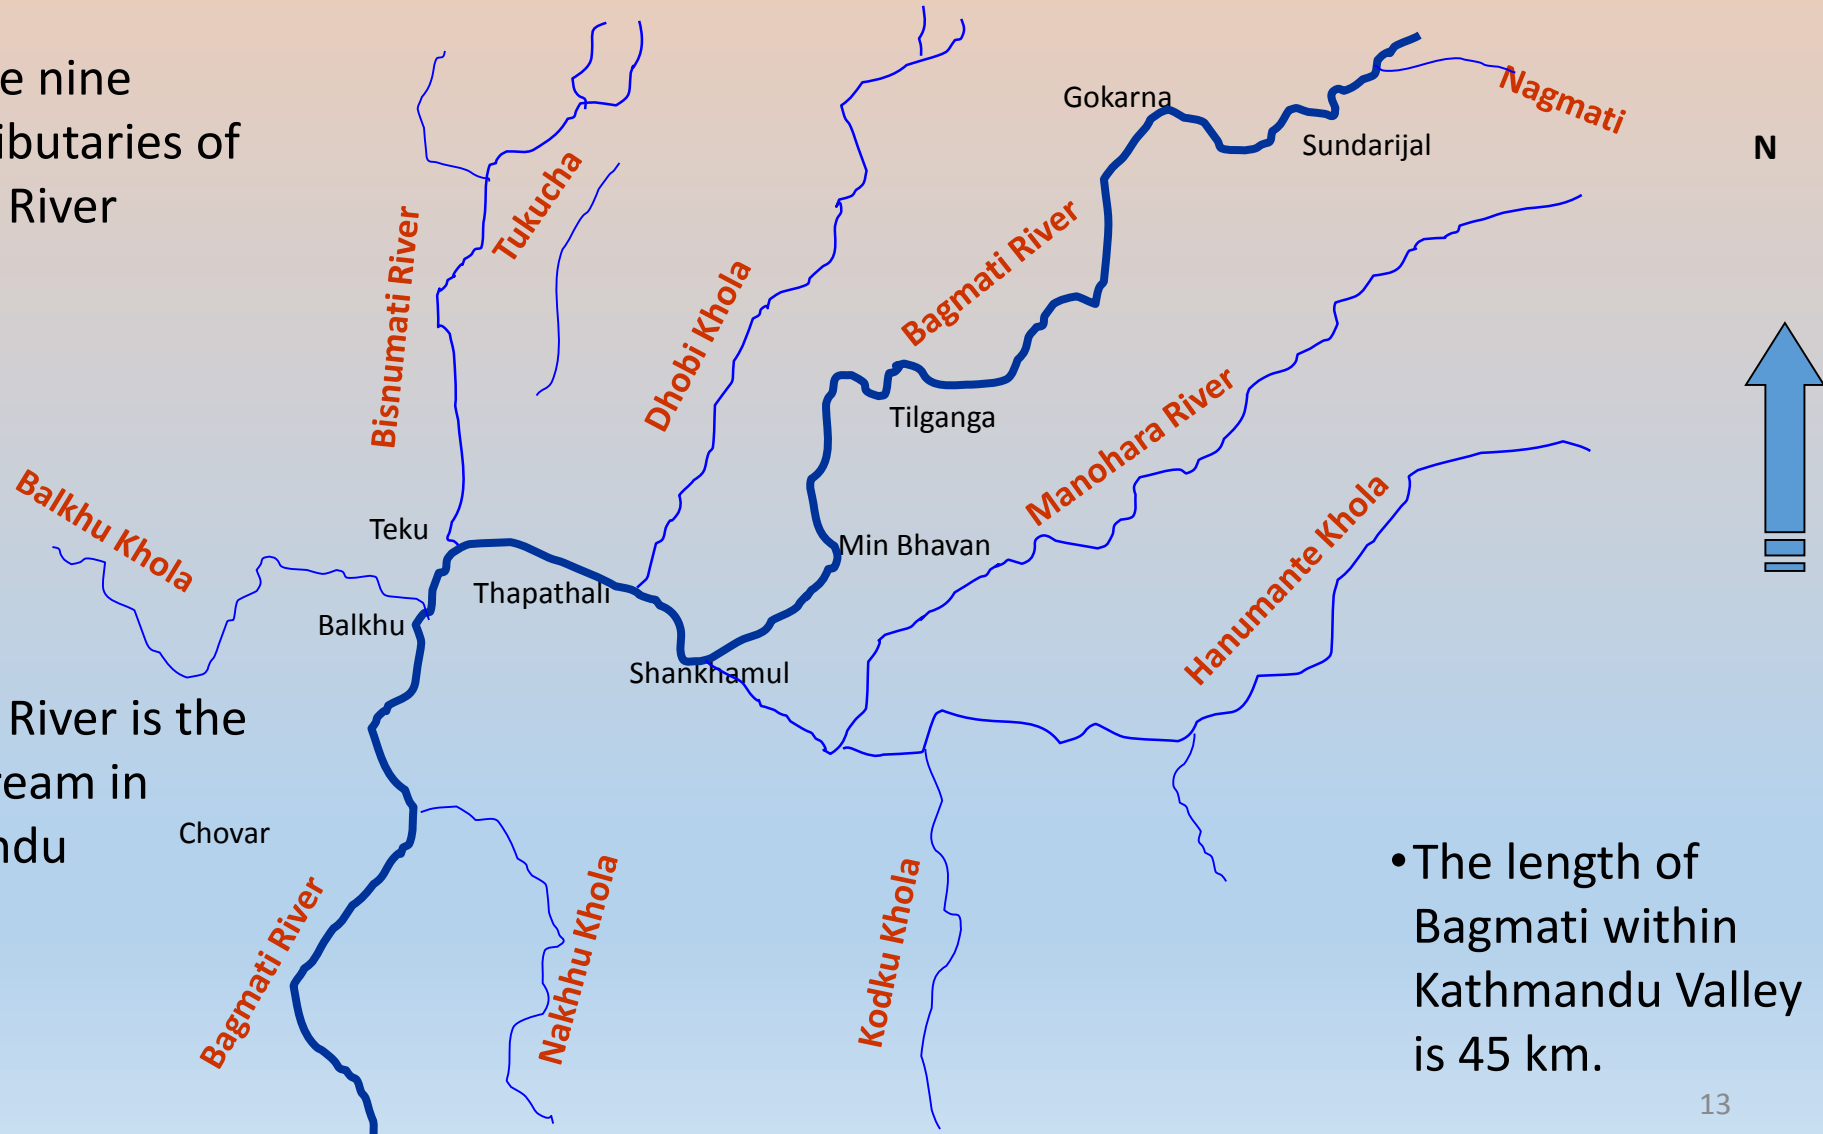 e nine
ibutaries of
River
Gokarna
Nagmati
Sundarijal
N
Tukucha
Bisnumati River
Bagmati River
Dhobi Khola
Tilganga
Manohara River
Balkhu Khola
Teku
Min Bhavan
Hanumante Khola
Thapathali
Balkhu
Shankhamul
River is the
ream in
ndu
Chovar
Bagmati River
Nakhhu Khola
Kodku Khola
•The length of
Bagmati within
Kathmandu Valley
is 45 km.
13